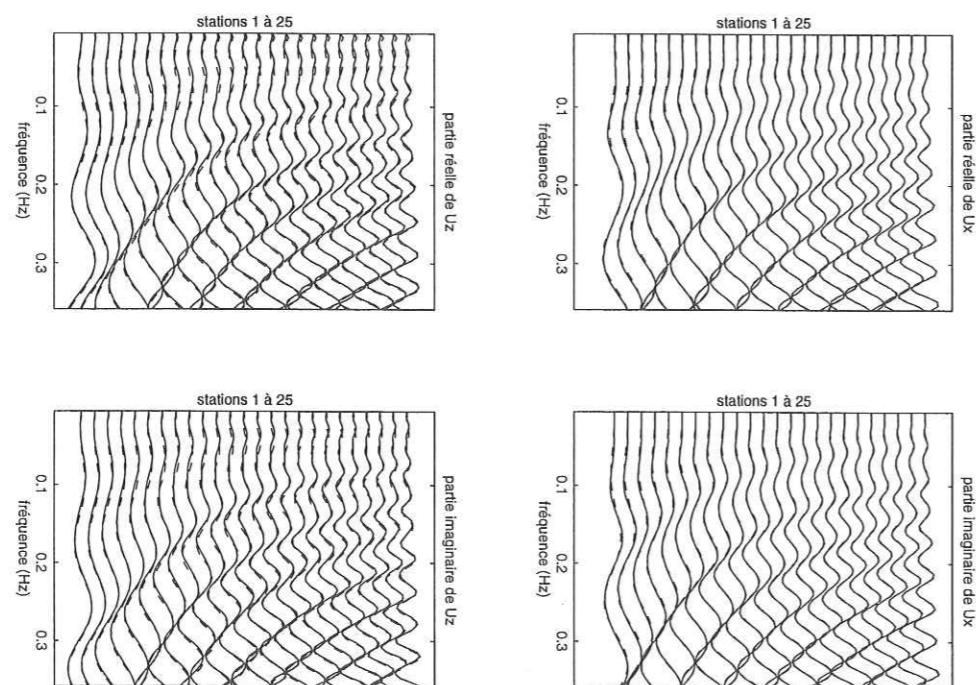 stations 1 à 25
0.1
0.2
0.3
fréquence (Hz)
partie réelle de Uz
stations 1 à 25
0.1
0.2
0.3
fréquence (Hz)
partie réelle de Ux
stations 1 à 25
0.1
0.2
0.3
fréquence (Hz)
partie imaginaire de Uz
stations 1 à 25
0.1
0.2
0.3
fréquence (Hz)
partie imaginaire de Ux